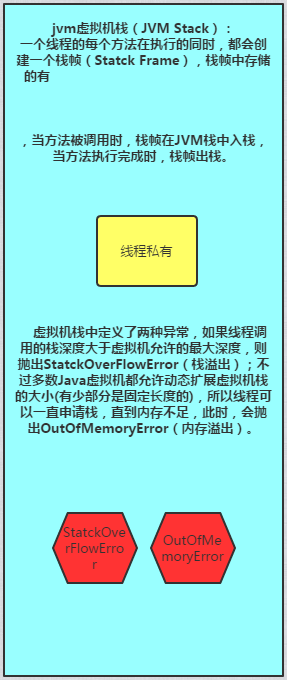 jvm虚拟机栈（JVM Stack）：
一个线程的每个方法在执行的同时，都会创
建一个栈帧（Statck Frame），栈帧中存储
的有
，当方法被调用时，栈帧在JVM栈中入栈，
当方法执行完成时，栈帧出栈。
线程私有
虚拟机栈中定义了两种异常，如果线程调
用的栈深度大于虚拟机允许的最大深度，则
抛出StatckOverFlowError（栈溢出）；不
过多数Java虚拟机都允许动态扩展虚拟机栈
的大小(有少部分是固定长度的)，所以线程可
以一直申请栈，直到内存不足，此时，会抛
出OutOfMemoryError（内存溢出）。
StatckOve
rFlowErro
r
OutOfMe
moryError